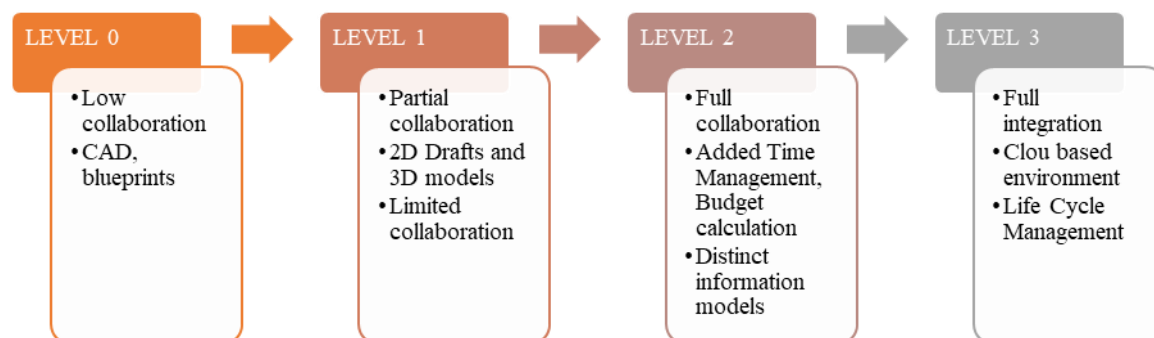 LEVEL 0
•Low
collaboration
•CAD,
blueprints
LEVEL 1
•Partial
collaboration
•2D Drafts and
3D models
•Limited
collaboration
LEVEL 2
•Full
collaboration
•Added Time
Management,
Budget
calculation
•Distinct
information
models
LEVEL 3
•Full
integration
•Clou based
environment
•Life Cycle
Management